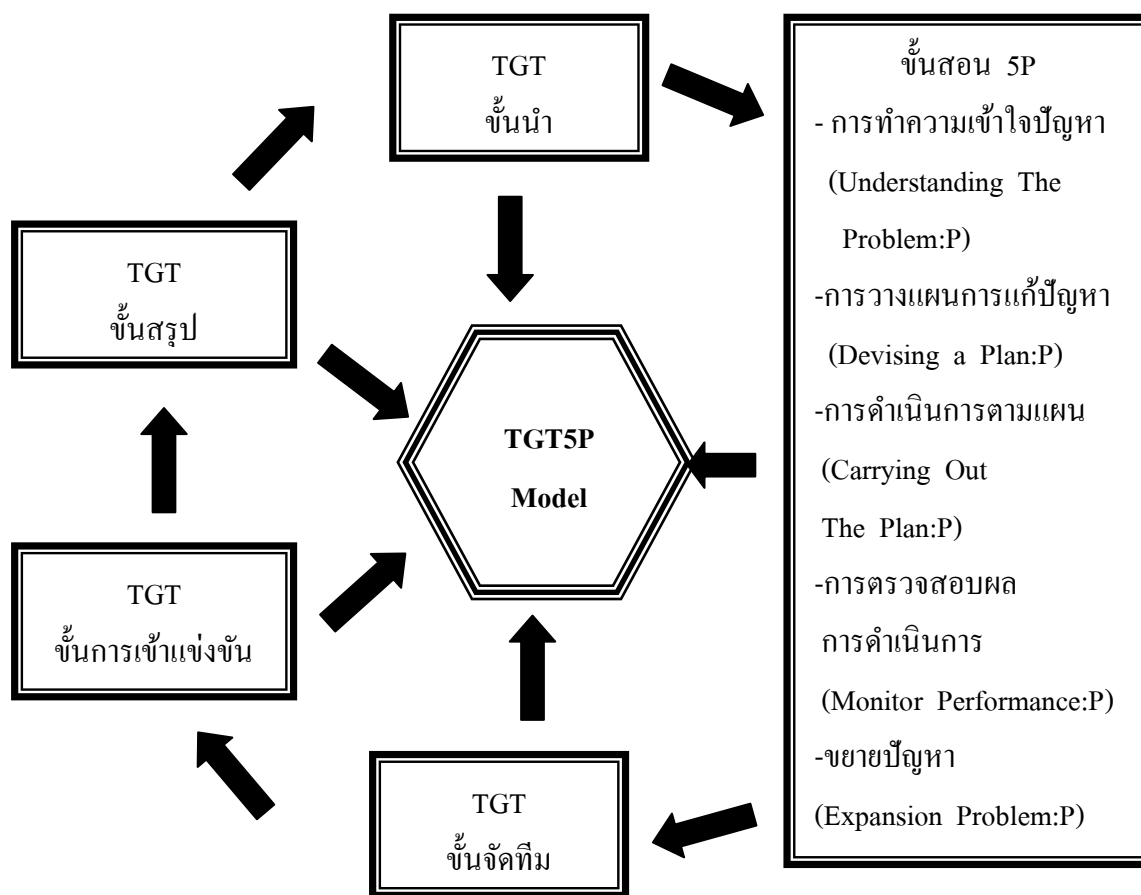 TGT
ขั้นนำ
ขั้นสอน 5P
- การทำความเข้าใจปัญหา
(Understanding The
Problem:P)
-การวางแผนการแก้ปัญหา
(Devising a Plan:P)
-การดำเนินการตามแผน
(Carrying Out
The Plan:P)
-การตรวจสอบผล
การดำเนินการ
(Monitor Performance:P)
-ขยายปัญหา
(Expansion Problem:P)
TGT
ขั้นสรุป
TGT5P
Model
TGT
ขั้นการเข้าแข่งขัน
TGT
ขั้นจัดทีม